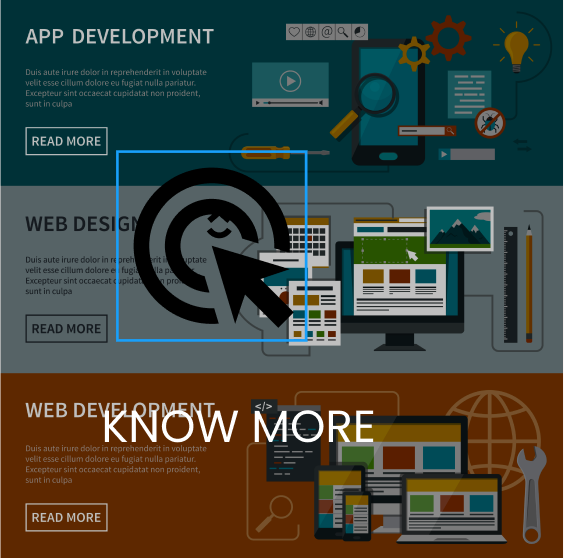 APP DEVELOPMENT
Duis aute irure dolor in reprehenderit in voluptate
velit esse cillum dolore eu fugiat nulla pariatur.
Excepteur sint occaecat cupidatat non proident,
sunt in culpa
READ MORE
WEB DESIGN
Duis aute irure dolor in reprehenderit in voluptate
velit esse cillum dolore eu fugiat nulla pariatur.
Excepteur sint occaecat cupidatat non proident,
sunt in culpa
READ MORE
WEB DEVELOPMENT
</>
KNOW MORE
Duis aute irure dolor in reprehenderit in voluptate
velit esse cillum dolore eu fugiat nulla pariatur.
Excepteur sint occaecat cupidatat non proident,
sunt in culpa
READ MORE